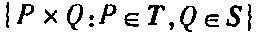 {P × Q : P ∈ T, Q ∈ S}